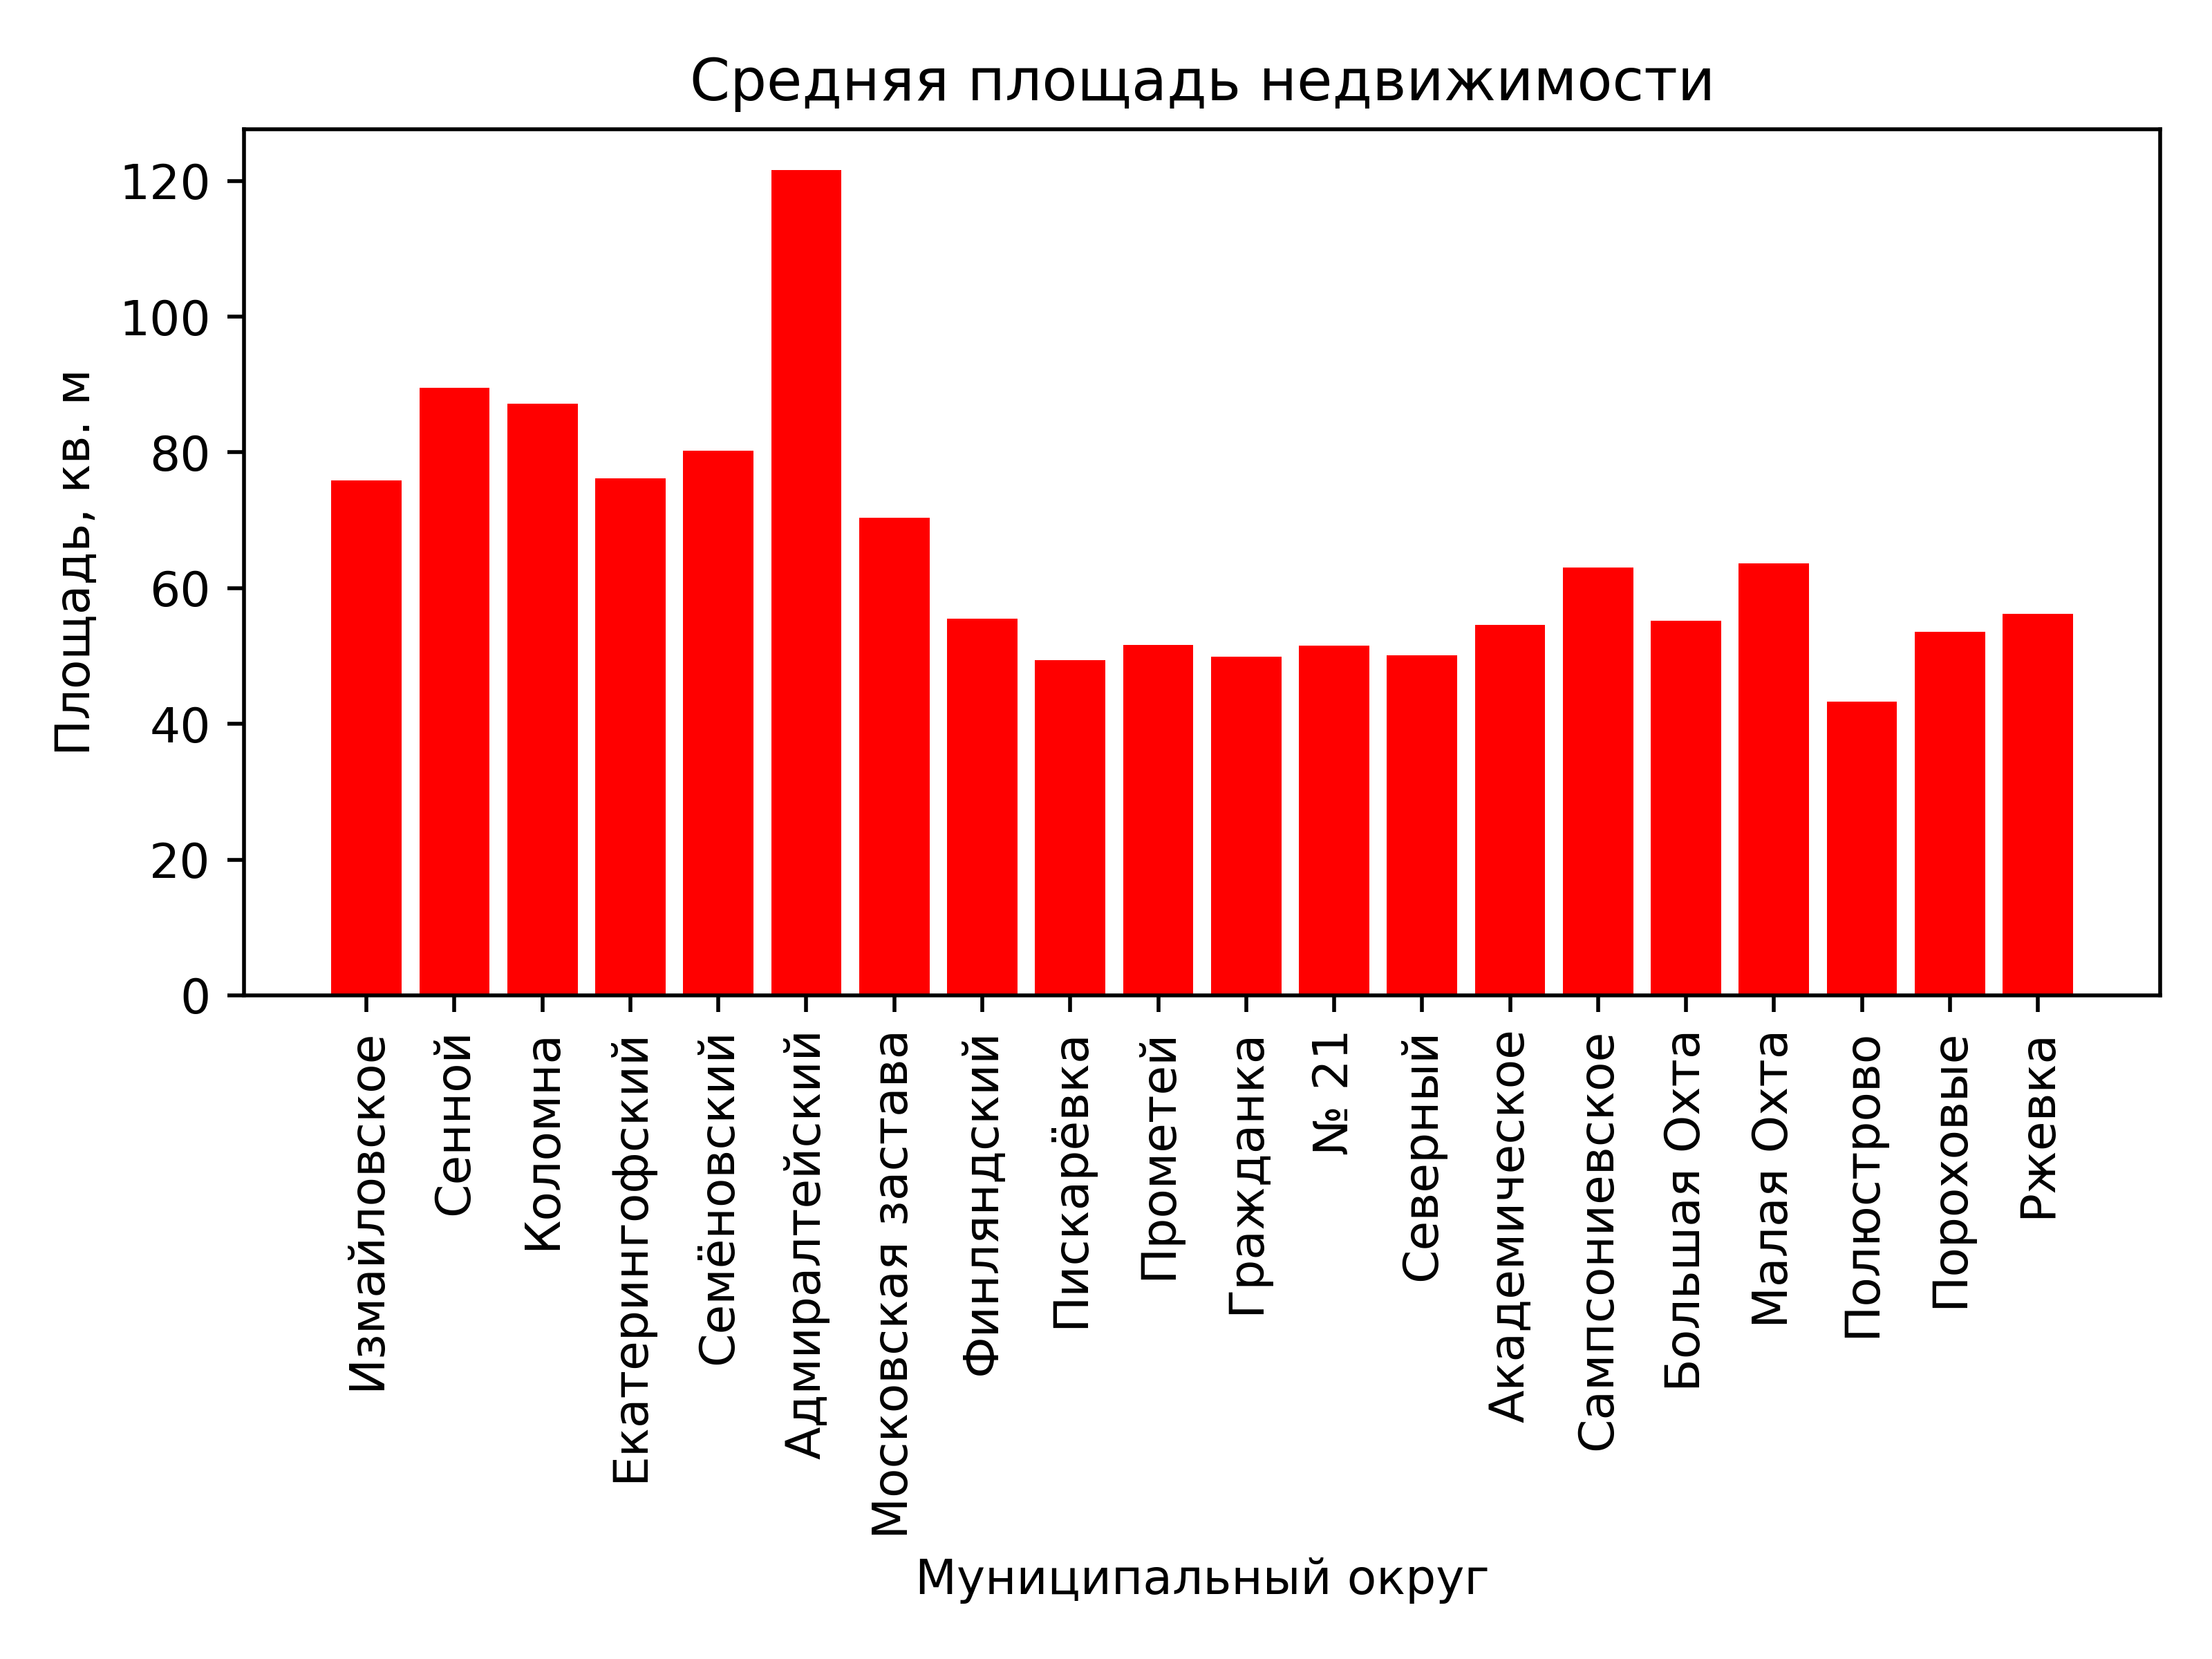 Средняя площадь недвижимости
Площадь, кв. м
120
100
80
60
40
20
0
Измайловское
Сенной
Коломна
Екатерингофский
Семёновский
Адмиралтейский
Московская застава
Финляндский
Пискарёвка
Прометей
Гражданка
№ 21
Северный
Академическое
Сампсониевское
Большая Охта
Малая Охта
Полюстрово
Пороховые
Ржевка
Муниципальный округ